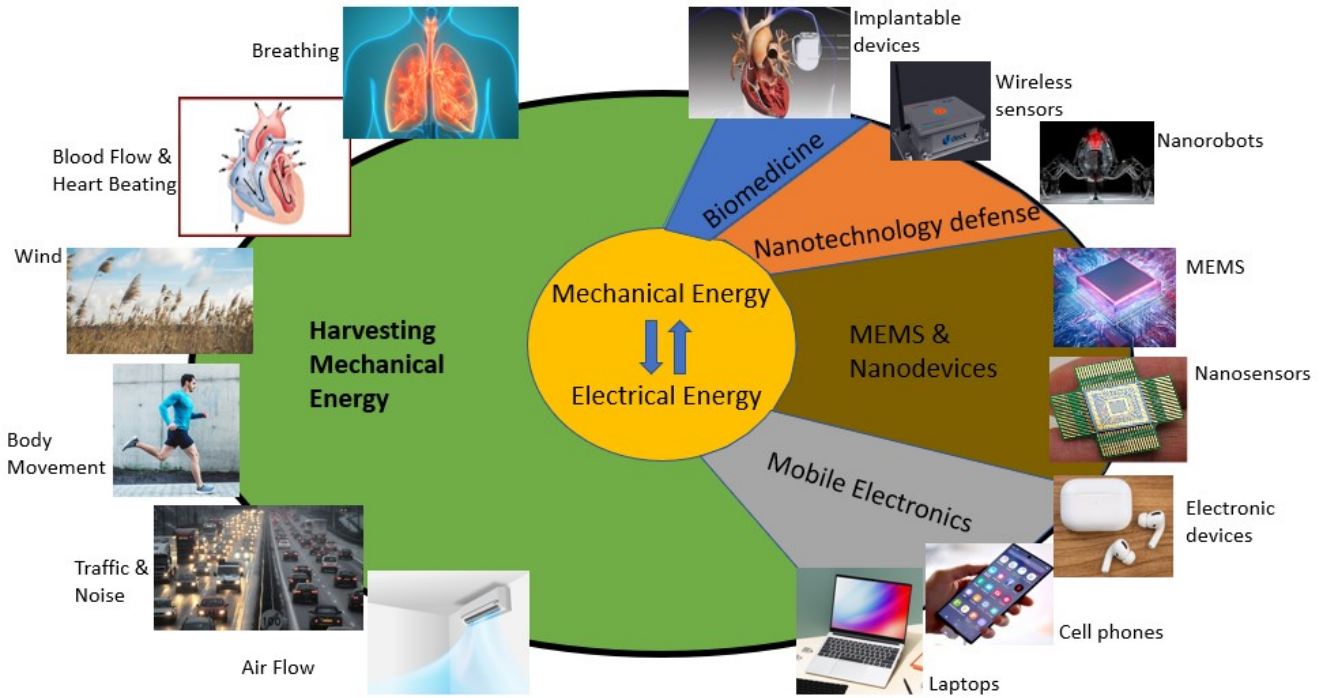 Breathing
Blood Flow &
Heart Beating
Wind
Body
Movement
Traffic &
Noise
Air Flow
Harvesting
Mechanical
Energy
Mechanical Energy
Electrical Energy
Biomedicine
Nanotechnology defense
MEMS &
Nanodevices
Mobile Electronics
Implantable
devices
Wireless
sensors
Nanorobots
MEMS
Nanosensors
Electronic
devices
Cell phones
Laptops